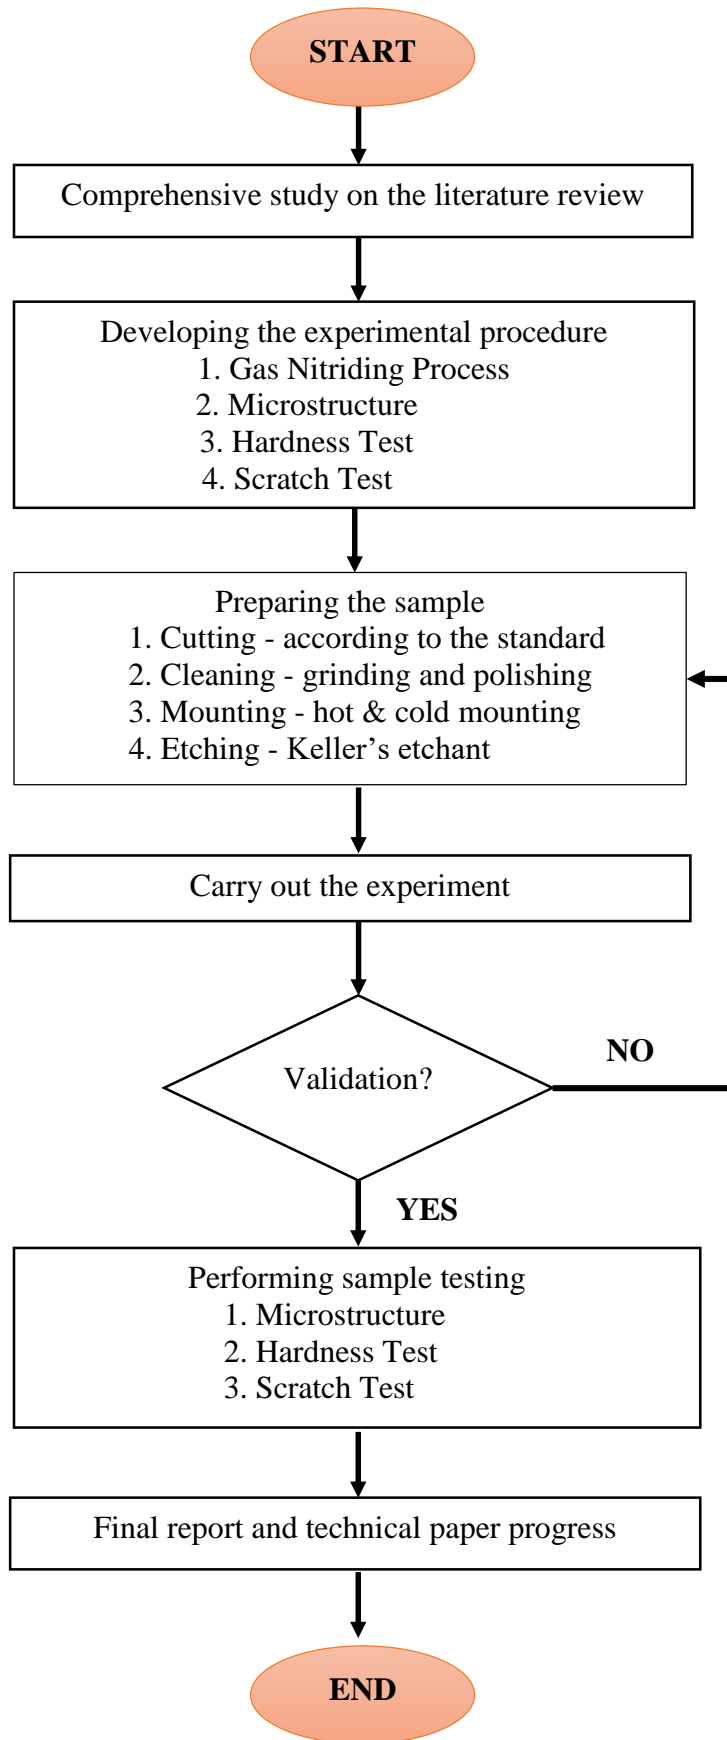 START
Comprehensive study on the literature review
Developing the experimental procedure
1. Gas Nitriding Process
2. Microstructure
3. Hardness Test
4. Scratch Test
Preparing the sample
1. Cutting - according to the standard
2. Cleaning - grinding and polishing
3. Mounting - hot & cold mounting
4. Etching - Keller’s etchant
Carry out the experiment
Validation?
NO
YES
Performing sample testing
1. Microstructure
2. Hardness Test
3. Scratch Test
Final report and technical paper progress
END